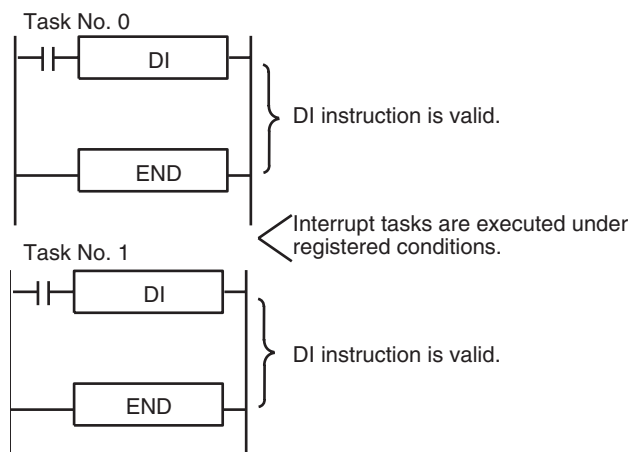 Task No. 0
DI
DI instruction is valid.
END
Interrupt tasks are executed under
registered conditions.
Task No. 1
DI
DI instruction is valid.
END